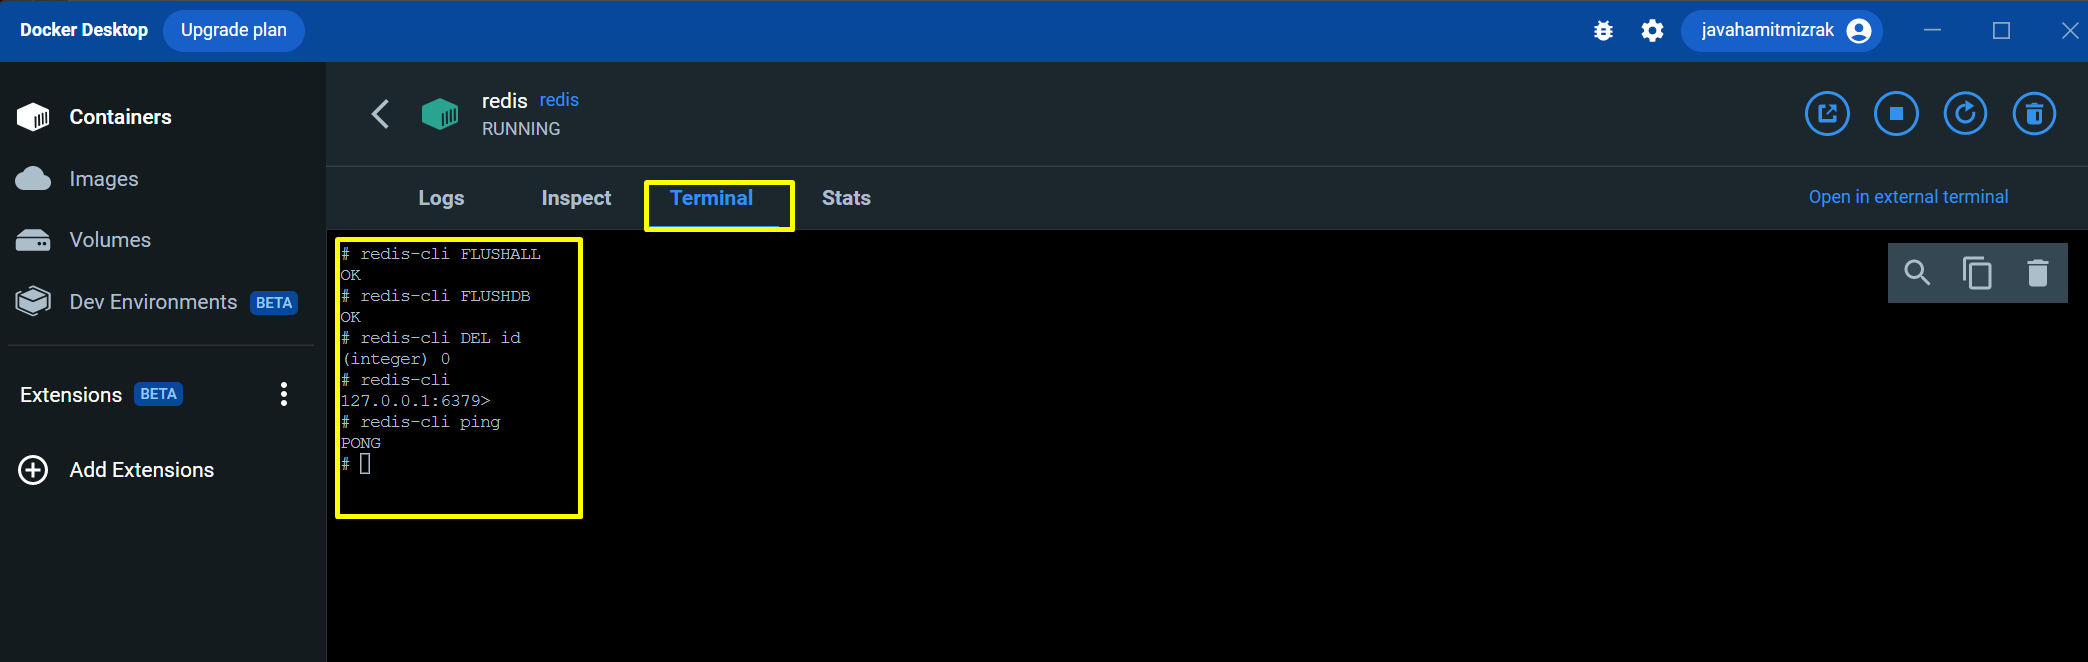 Docker Desktop Upgrade plan javahamitmizrak
Containers
Images
Volumes
Dev Environments BETA
Extensions BETA
Add Extensions
redis redis
RUNNING
Logs Inspect Terminal Stats Open in external terminal
# redis-cli FLUSHALL
OK
# redis-cli FLUSHDB
OK
# redis-cli DEL id
(integer) 0
# redis-cli
127.0.0.1:6379>
# redis-cli ping
PONG
#